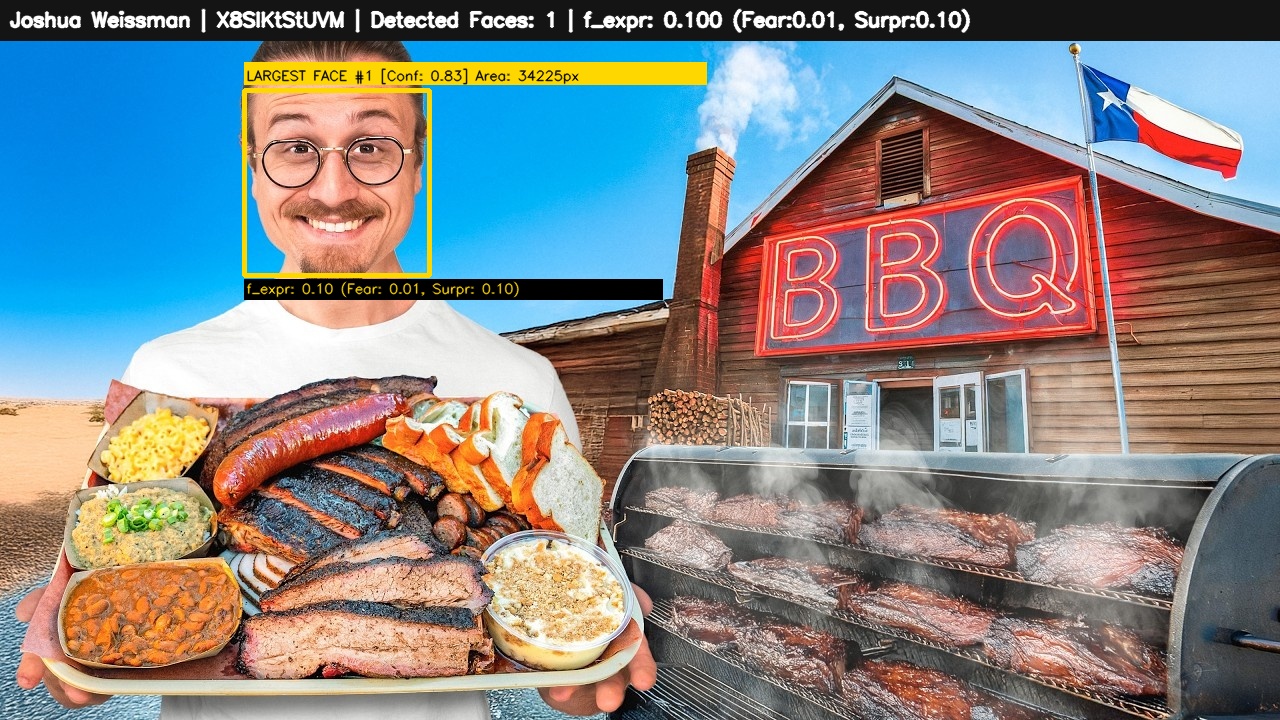 Joshua Weissman | X8SIKtStUVM | Detected Faces: 1 | f_expr: 0.100 (Fear:0.01, Surpr:0.10)
LARGEST FACE #1 [Conf: 0.83] Area: 34225px
f_expr: 0.10 (Fear: 0.01, Surpr: 0.10)
BBQ